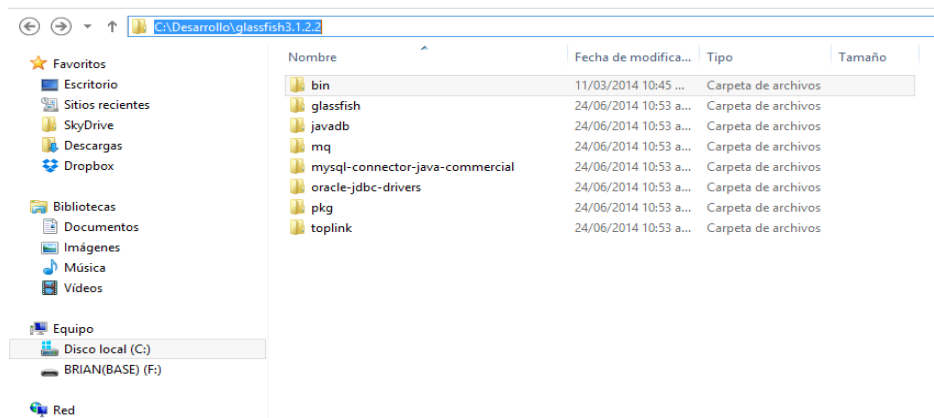 C:\Desarrollo\glassfish3.1.2.2
Favoritos
Escritorio
Sitios recientes
SkyDrive
Descargas
Dropbox
Bibliotecas
Documentos
Imágenes
Música
Vídeos
Equipo
Disco local (C:)
BRIAN(BASE) (F:)
Red
Nombre Fecha de modifica... Tipo Tamaño
bin 11/03/2014 10:45 ... Carpeta de archivos
glassfish 24/06/2014 10:53 a... Carpeta de archivos
javadb 24/06/2014 10:53 a... Carpeta de archivos
mq 24/06/2014 10:53 a... Carpeta de archivos
mysql-connector-java-commercial 24/06/2014 10:53 a... Carpeta de archivos
oracle-jdbc-drivers 24/06/2014 10:53 a... Carpeta de archivos
pkg 24/06/2014 10:53 a... Carpeta de archivos
toplink 24/06/2014 10:53 a... Carpeta de archivos